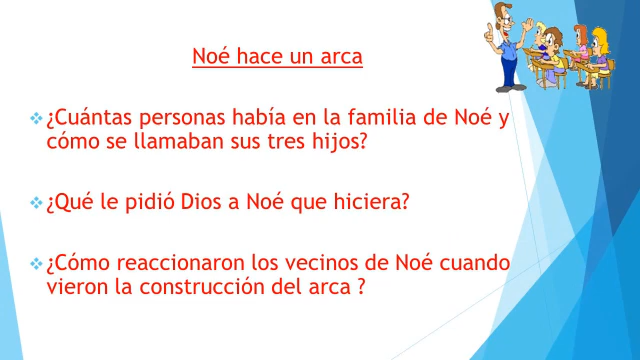 Noé hace un arca
¿Cuántas personas había en la familia de Noé y
cómo se llamaban sus tres hijos?
¿Qué le pidió Dios a Noé que hiciera?
¿Cómo reaccionaron los vecinos de Noé cuando
vieron la construcción del arca ?